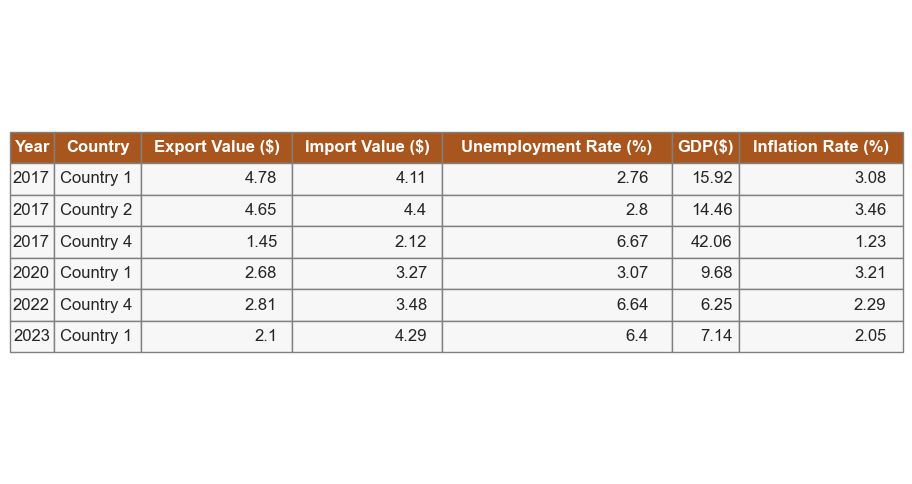 Year Country Export Value ($) Import Value ($) Unemployment Rate (%) GDP($) Inflation Rate (%)
2017 Country 1 4.78 4.11 2.76 15.92 3.08
2017 Country 2 4.65 4.4 2.8 14.46 3.46
2017 Country 4 1.45 2.12 6.67 42.06 1.23
2020 Country 1 2.68 3.27 3.07 9.68 3.21
2022 Country 4 2.81 3.48 6.64 6.25 2.29
2023 Country 1 2.1 4.29 6.4 7.14 2.05